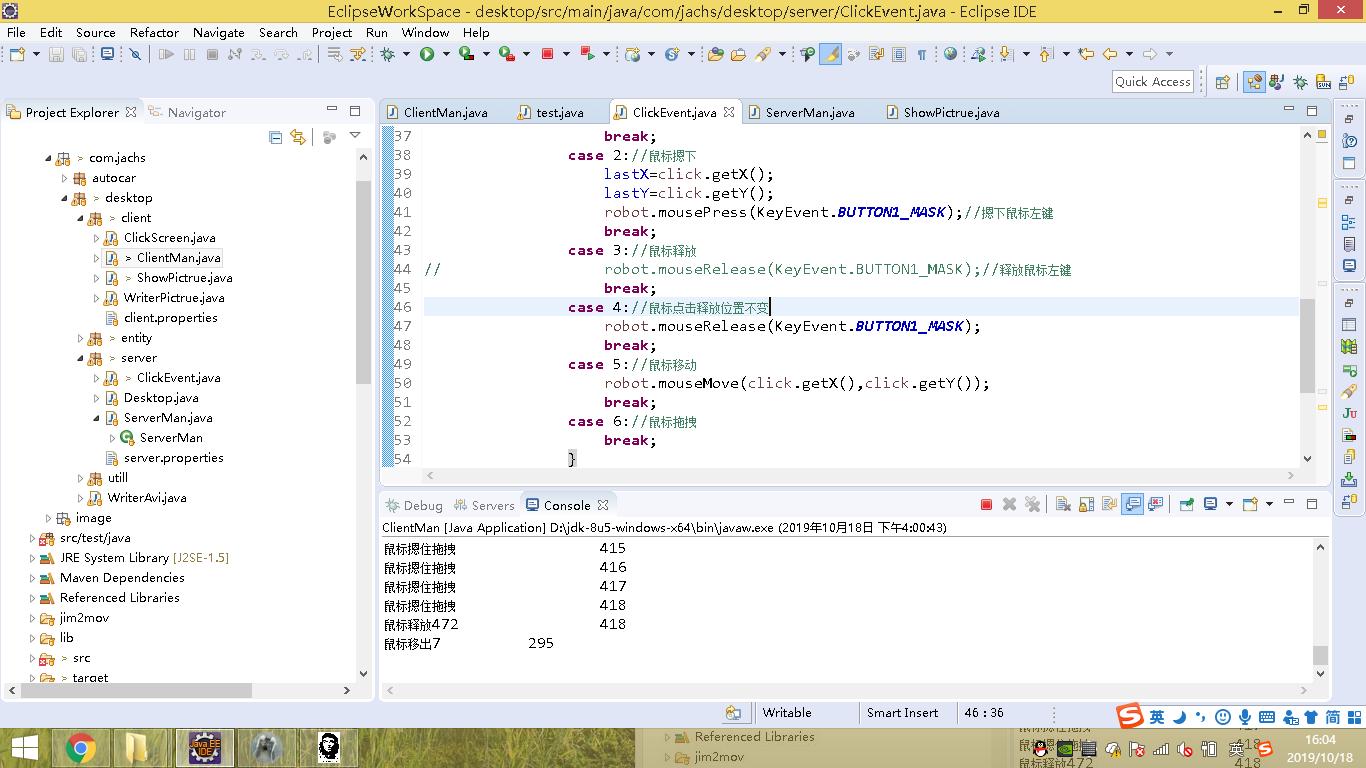 EclipseWorkSpace - desktop/src/main/java/com/jachs/desktop/server/ClickEvent.java - Eclipse IDE
File Edit Source Refactor Navigate Search Project Run Window Help
Quick Access
Project Explorer Navigator
> com.jachs
autocar
> desktop
> client
ClickScreen.java
> ClientMan.java
> ShowPictrue.java
WriterPictrue.java
client.properties
> entity
> server
> ClickEvent.java
Desktop.java
ServerMan.java
ServerMan
server.properties
utill
WriterAvi.java
image
src/test/java
JRE System Library [J2SE-1.5]
Maven Dependencies
Referenced Libraries
jim2mov
lib
> src
> target
ClientMan.java test.java ClickEvent.java ServerMan.java ShowPictrue.java
37 break;
38 case 2://鼠标摁下
39 lastX=click.getX();
40 lastY=click.getY();
41 robot.mousePress(KeyEvent.BUTTON1_MASK);//摁下鼠标左键
42 break;
43 case 3://鼠标释放
44 // robot.mouseRelease(KeyEvent.BUTTON1_MASK);//释放鼠标左键
45 break;
46 case 4://鼠标点击释放位置不变
47 robot.mouseRelease(KeyEvent.BUTTON1_MASK);
48 break;
49 case 5://鼠标移动
50 robot.mouseMove(click.getX(),click.getY());
51 break;
52 case 6://鼠标拖拽
53 break;
54 }
Debug Servers Console
ClientMan [Java Application] D:\jdk-8u5-windows-x64\bin\javaw.exe (2019年10月18日 下午4:00:43)
鼠标摁住拖拽 415
鼠标摁住拖拽 416
鼠标摁住拖拽 417
鼠标摁住拖拽 418
鼠标释放472 418
鼠标移出7 295
Writable Smart Insert 46 : 36
英 简
Java EE
IDE
Referenced Libraries
jim2mov
鼠标释放472 418
英
16:04
2019/10/18